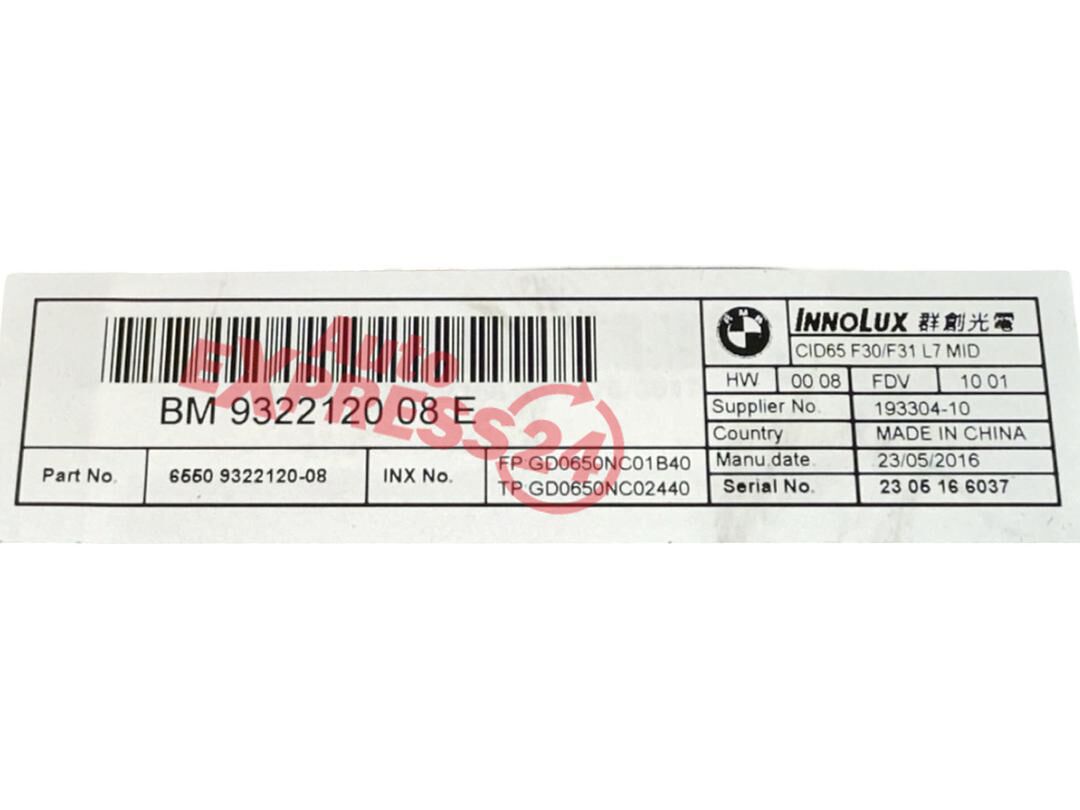 BM 9322120 08 E
Part No.
6550 9322120-08
INX No.
FP:GD0650NC01B40
TP:GD0650NC02440
BMW
INNOLUX 群創光電
CID65 F30/F31 L7 MID
HW
00 08
FDV
10 01
Supplier No.
193304-10
Country
MADE IN CHINA
Manu.date.
23/05/2016
Serial No.
23 05 16 6037
Auto
EXPRESS24